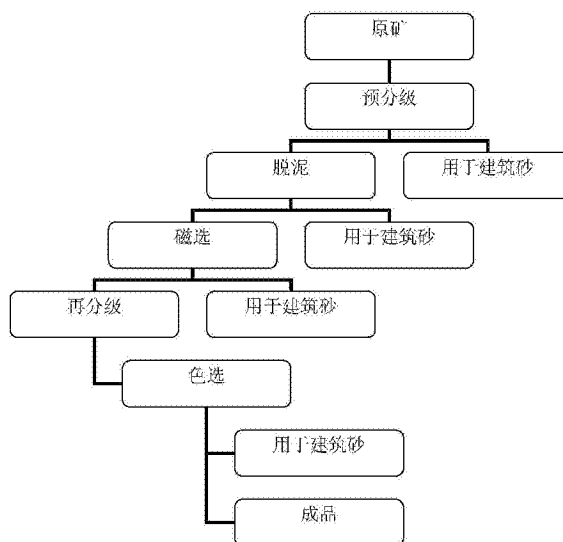 原矿
预分级
脱泥
用于建筑砂
磁选
用于建筑砂
再分级
用于建筑砂
色选
用于建筑砂
成品